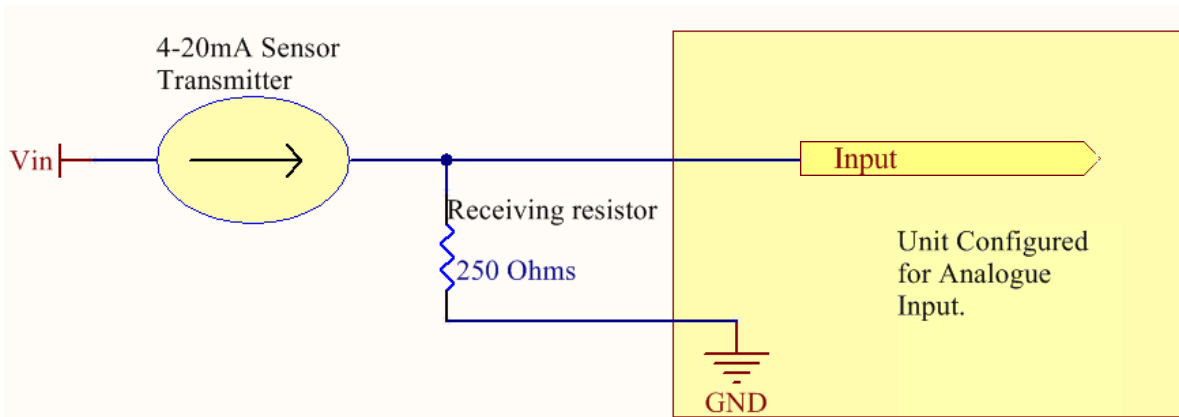 4-20mA Sensor
Transmitter
Vin
Input
Receiving resistor
250 Ohms
Unit Configured
for Analogue
Input.
GND